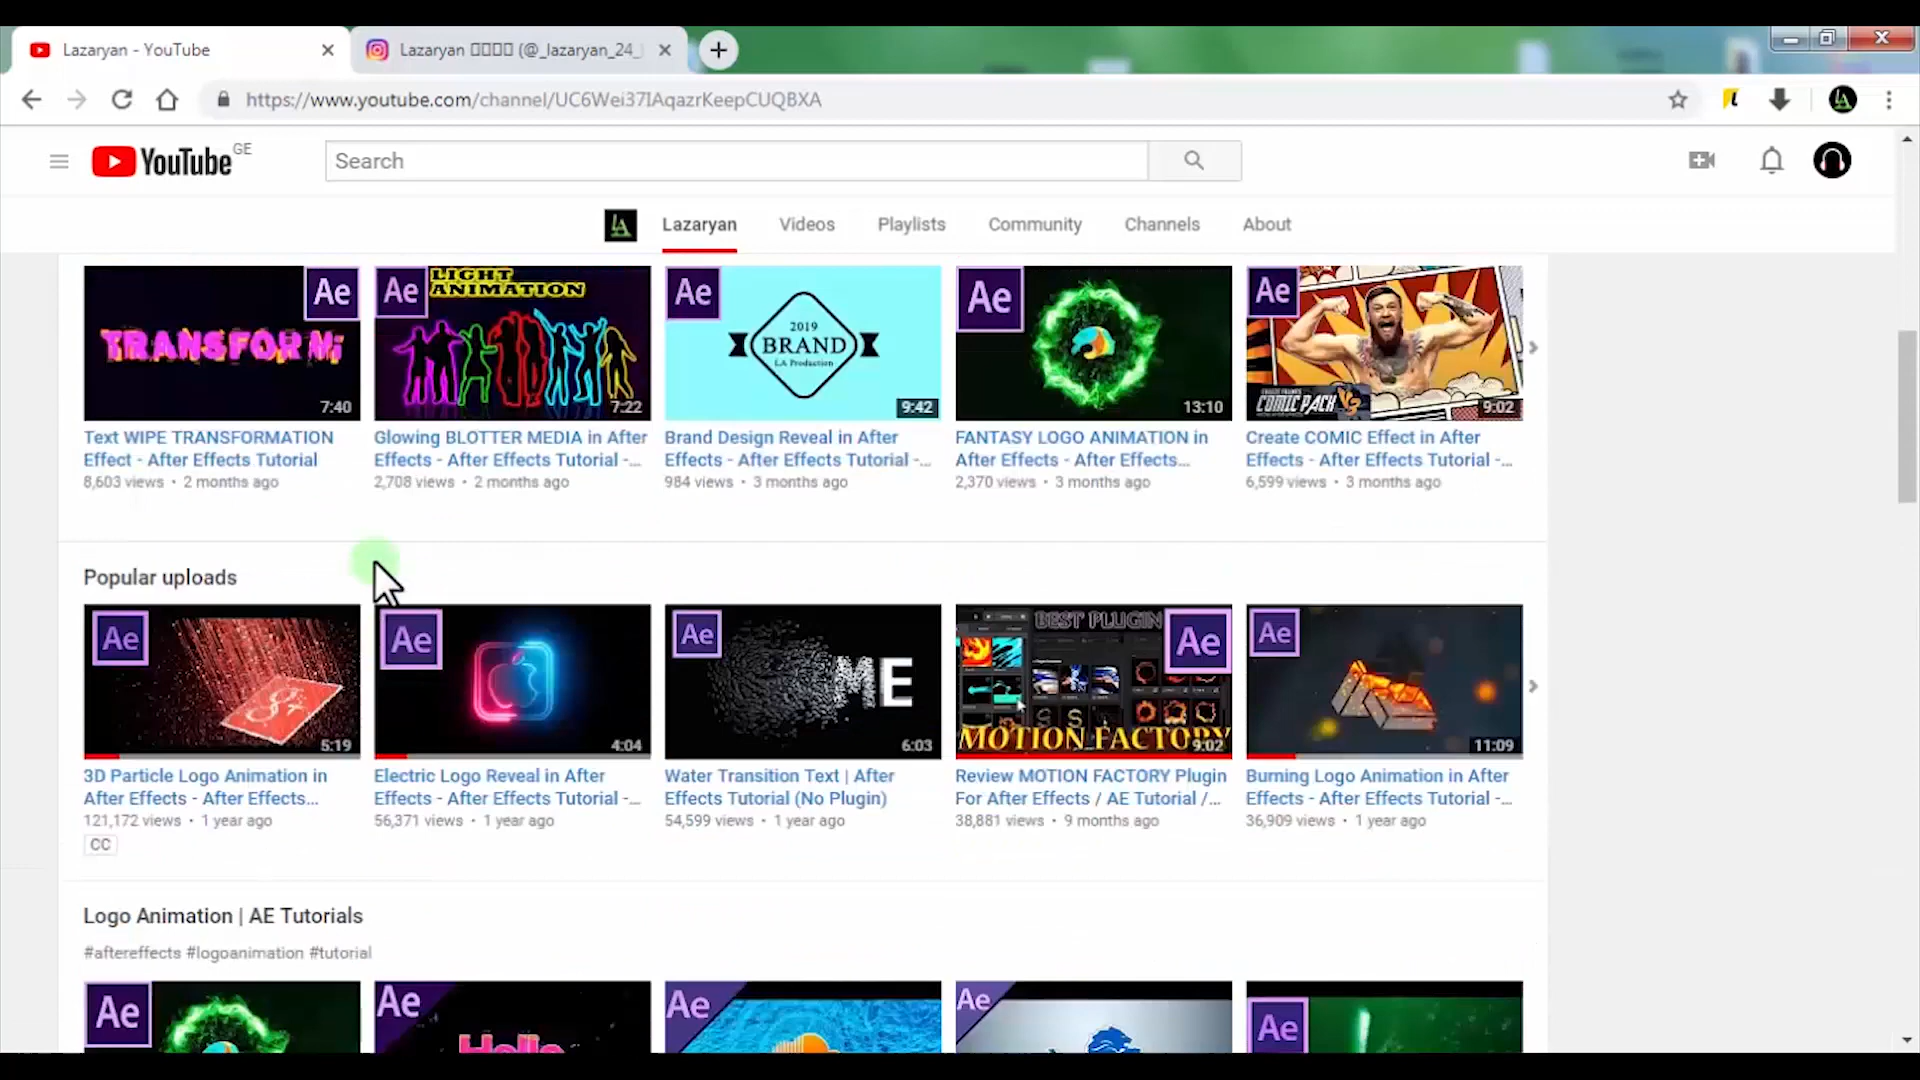 Lazaryan - YouTube
Lazaryan (@_lazaryan_24_
https://www.youtube.com/channel/UC6Wei37IAqazrKeepCUQBXA
YouTube GE
Search
LA
Lazaryan
Videos
Playlists
Community
Channels
About
Ae
TRANSFORM
7:40
Ae
LIGHT
ANIMATION
7:22
Ae
2019
BRAND
LA Production
9:42
Ae
13:10
Ae
COMIC PACK V3
9:02
Text WIPE TRANSFORMATION
Effect - After Effects Tutorial
8,603 views • 2 months ago
Glowing BLOTTER MEDIA in After
Effects - After Effects Tutorial -...
2,708 views • 2 months ago
Brand Design Reveal in After
Effects - After Effects Tutorial -...
984 views • 3 months ago
FANTASY LOGO ANIMATION in
After Effects - After Effects...
2,370 views • 3 months ago
Create COMIC Effect in After
Effects - After Effects Tutorial -...
6,599 views • 3 months ago
Popular uploads
Ae
5:19
Ae
4:04
Ae
ME
6:03
BEST PLUGIN
Ae
MOTION FACTORY
9:02
Ae
11:09
3D Particle Logo Animation in
After Effects - After Effects...
121,172 views • 1 year ago
CC
Electric Logo Reveal in After
Effects - After Effects Tutorial -...
56,371 views • 1 year ago
Water Transition Text | After
Effects Tutorial (No Plugin)
54,599 views • 1 year ago
Review MOTION FACTORY Plugin
For After Effects / AE Tutorial /...
38,881 views • 9 months ago
Burning Logo Animation in After
Effects - After Effects Tutorial -...
36,909 views • 1 year ago
Logo Animation | AE Tutorials
#aftereffects #logoanimation #tutorial
Ae
Ae
Hello
Ae
Ae
Ae